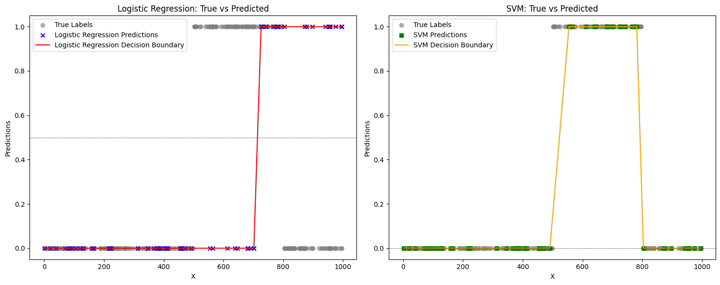 Logistic Regression: True vs Predicted
1.0
0.8
0.6
0.4
0.2
0.0
Predictions
True Labels
Logistic Regression Predictions
Logistic Regression Decision Boundary
0
200
400
600
800
1000
X
SVM: True vs Predicted
1.0
0.8
0.6
0.4
0.2
0.0
Predictions
True Labels
SVM Predictions
SVM Decision Boundary
0
200
400
600
800
1000
X